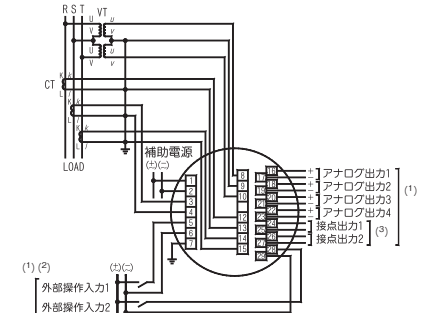 R S T
VT
U u
V v
U u
V v
CT
K k
L l
K k
L l
K k
L l
LOAD
補助電源
(±)(−)
1
2
3
4
5
6
7
8
9
10
12
13
14
15
16
17
18
19
20
21
22
23
24
25
26
27
28
29
+ アナログ出力1
−
+ アナログ出力2
−
+ アナログ出力3
−
+ アナログ出力4
−
接点出力1
接点出力2
(1)
(3)
(1) (2)
(±)(−)
外部操作入力1
外部操作入力2